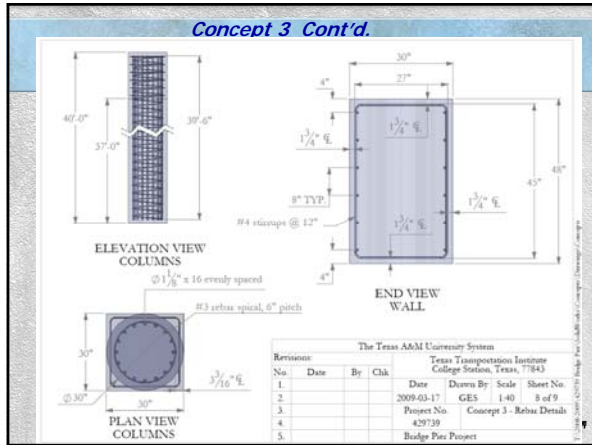 Concept 3 Cont'd.
40'-0"
37'-0"
39'-6"
ELEVATION VIEW
COLUMNS
30"
27"
4"
1 3/4" ℄
1 3/4" ℄
8" TYP.
#4 stirrups @ 12"
1 3/4" ℄
1 3/4" ℄
45"
48"
4"
END VIEW
WALL
Ø1 1/8" x 16 evenly spaced
#3 rebar spiral, 6" pitch
30"
Ø30"
30"
3 3/16" ℄
PLAN VIEW
COLUMNS
The Texas A&M University System
Revisions:
Texas Transportation Institute
College Station, Texas, 77843
No. Date By Chk
1. Date Drawn By Scale Sheet No.
2. 2009-03-17 GES 1:40 8 of 9
3. Project No. Concept 3 - Rebar Details
4. 429739
5. Bridge Pier Project